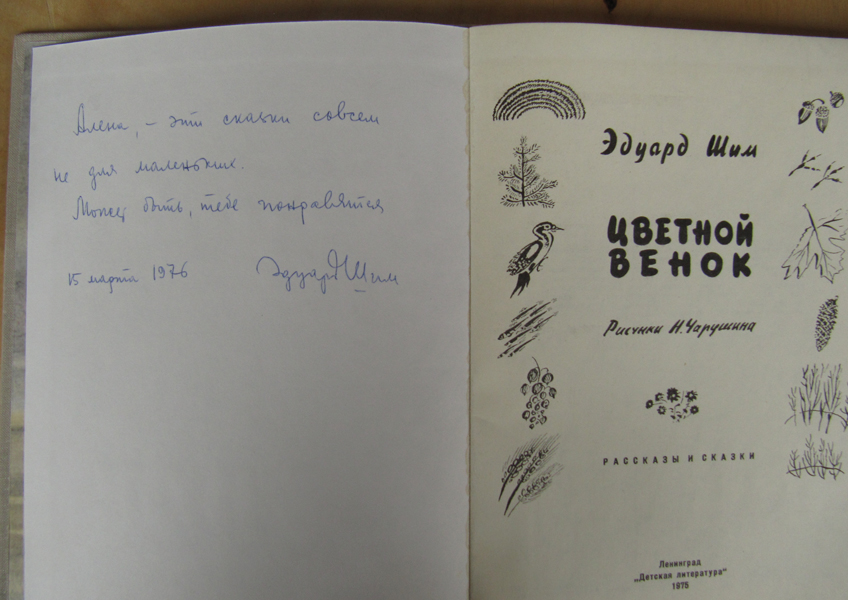 Алена, – эти сказки совсем
не для маленьких.
Может быть, тебе понравятся
15 марта 1976 Эдуард Шим
Эдуард Шим
ЦВЕТНОЙ
ВЕНОК
Рисунки Н. Чарушина
РАССКАЗЫ И СКАЗКИ
Ленинград
„Детская литература“
1975